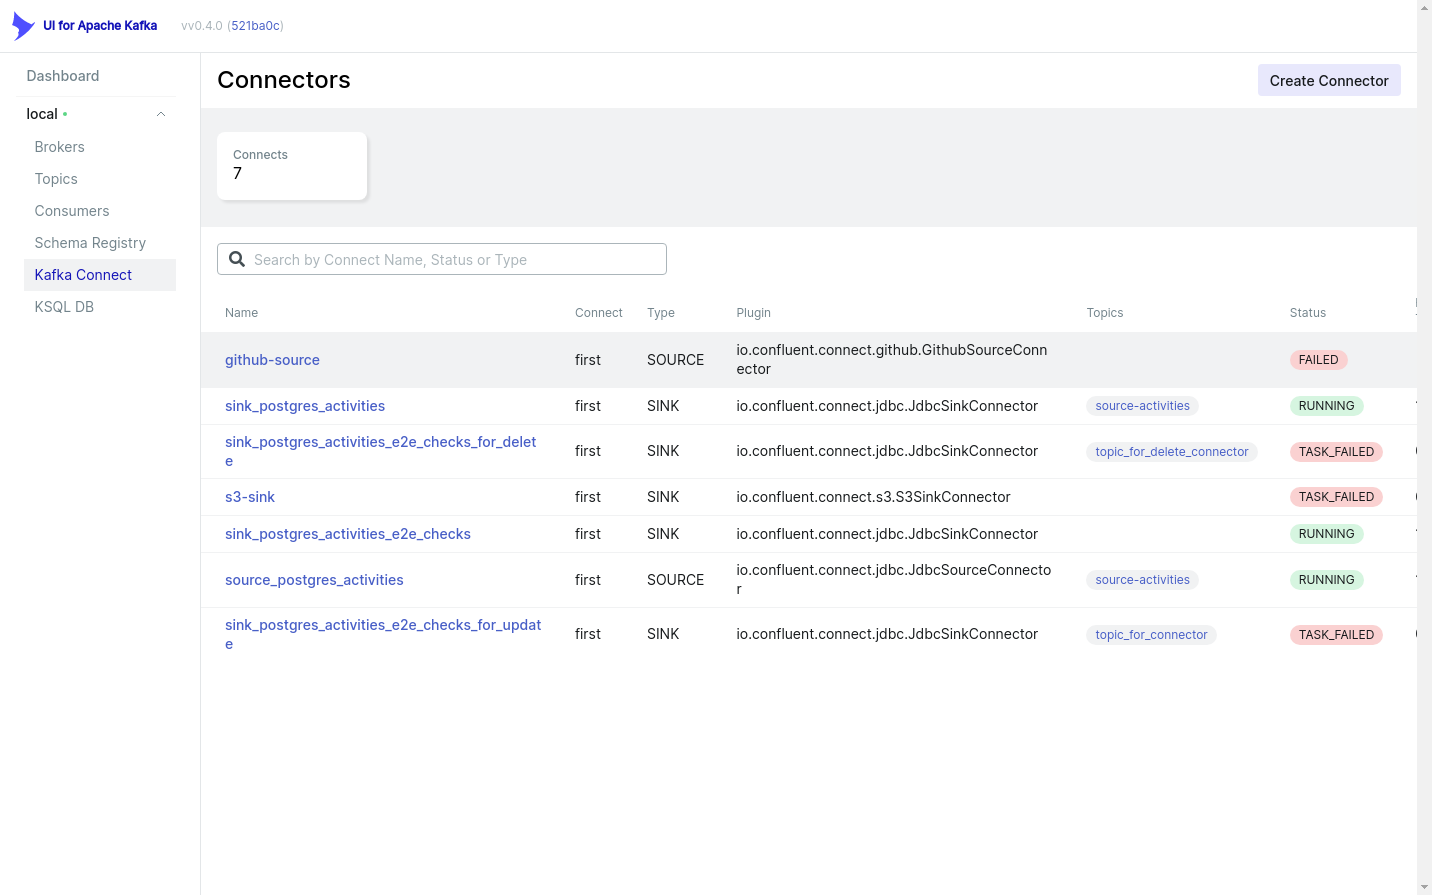 UI for Apache Kafka vv0.4.0 (521ba0c)
Dashboard
local
Brokers
Topics
Consumers
Schema Registry
Kafka Connect
KSQL DB
Connectors
Create Connector
Connects
7
Search by Connect Name, Status or Type
Name Connect Type Plugin Topics Status
github-source first SOURCE io.confluent.connect.github.GithubSourceConn
ector FAILED
sink_postgres_activities first SINK io.confluent.connect.jdbc.JdbcSinkConnector source-activities RUNNING
sink_postgres_activities_e2e_checks_for_delet
e first SINK io.confluent.connect.jdbc.JdbcSinkConnector topic_for_delete_connector TASK_FAILED
s3-sink first SINK io.confluent.connect.s3.S3SinkConnector TASK_FAILED
sink_postgres_activities_e2e_checks first SINK io.confluent.connect.jdbc.JdbcSinkConnector RUNNING
source_postgres_activities first SOURCE io.confluent.connect.jdbc.JdbcSourceConnecto
r source-activities RUNNING
sink_postgres_activities_e2e_checks_for_updat
e first SINK io.confluent.connect.jdbc.JdbcSinkConnector topic_for_connector TASK_FAILED